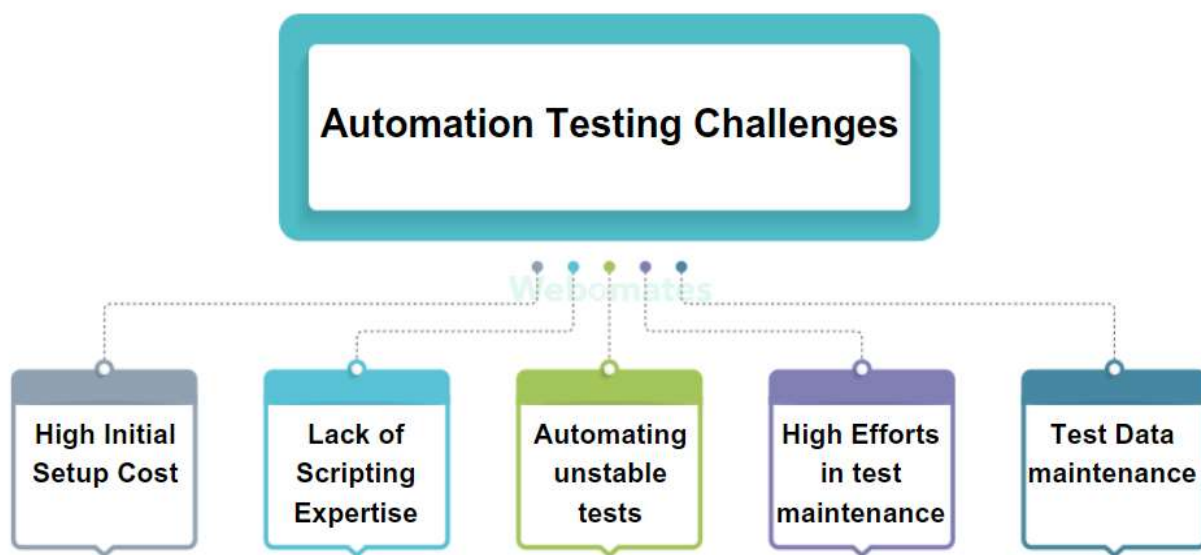 Automation Testing Challenges
Webomates
High Initial
Setup Cost
Lack of
Scripting
Expertise
Automating
unstable
tests
High Efforts
in test
maintenance
Test Data
maintenance